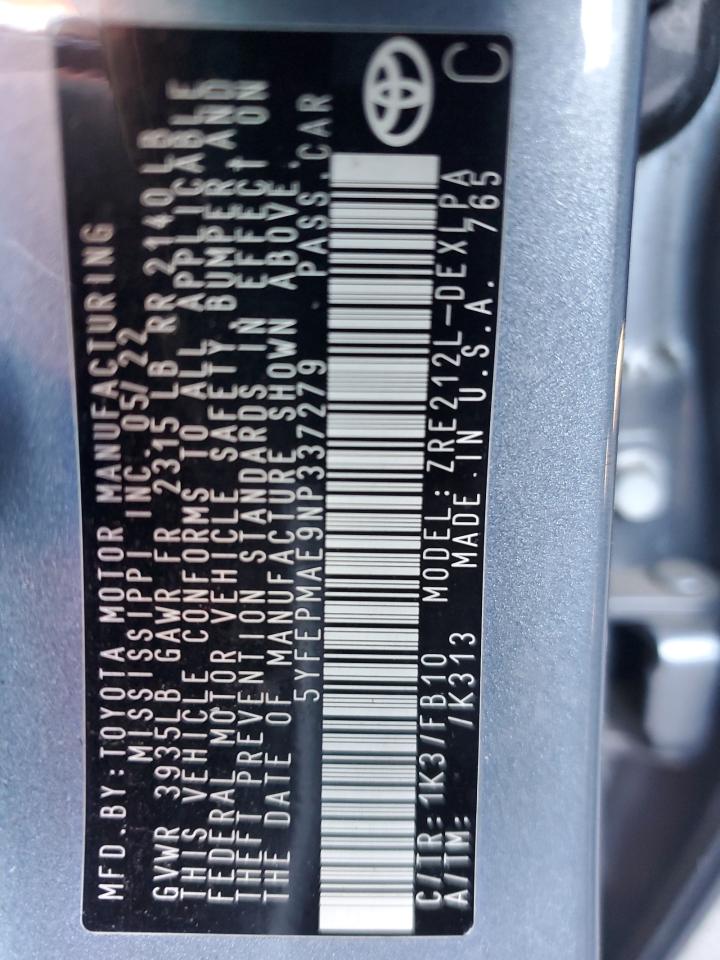 MFD.BY:TOYOTA MOTOR MANUFACTURING
MISSISSIPPI INC. 05/22
GVWR 3935LB GAWR FR 2315 LB RR 2140LB
THIS VEHICLE CONFORMS TO ALL APPLICABLE
FEDERAL MOTOR VEHICLE SAFETY, BUMPER AND
THEFT PREVENTION STANDARDS IN EFFECT ON
THE DATE OF MANUFACTURE SHOWN ABOVE.
5YFEPMAE9NP337279 PASS.CAR
C/TR: 1K3/FB10 MODEL: ZRE212L-DEXLPA
A/TM: /K313 MADE IN U.S.A. 765
C